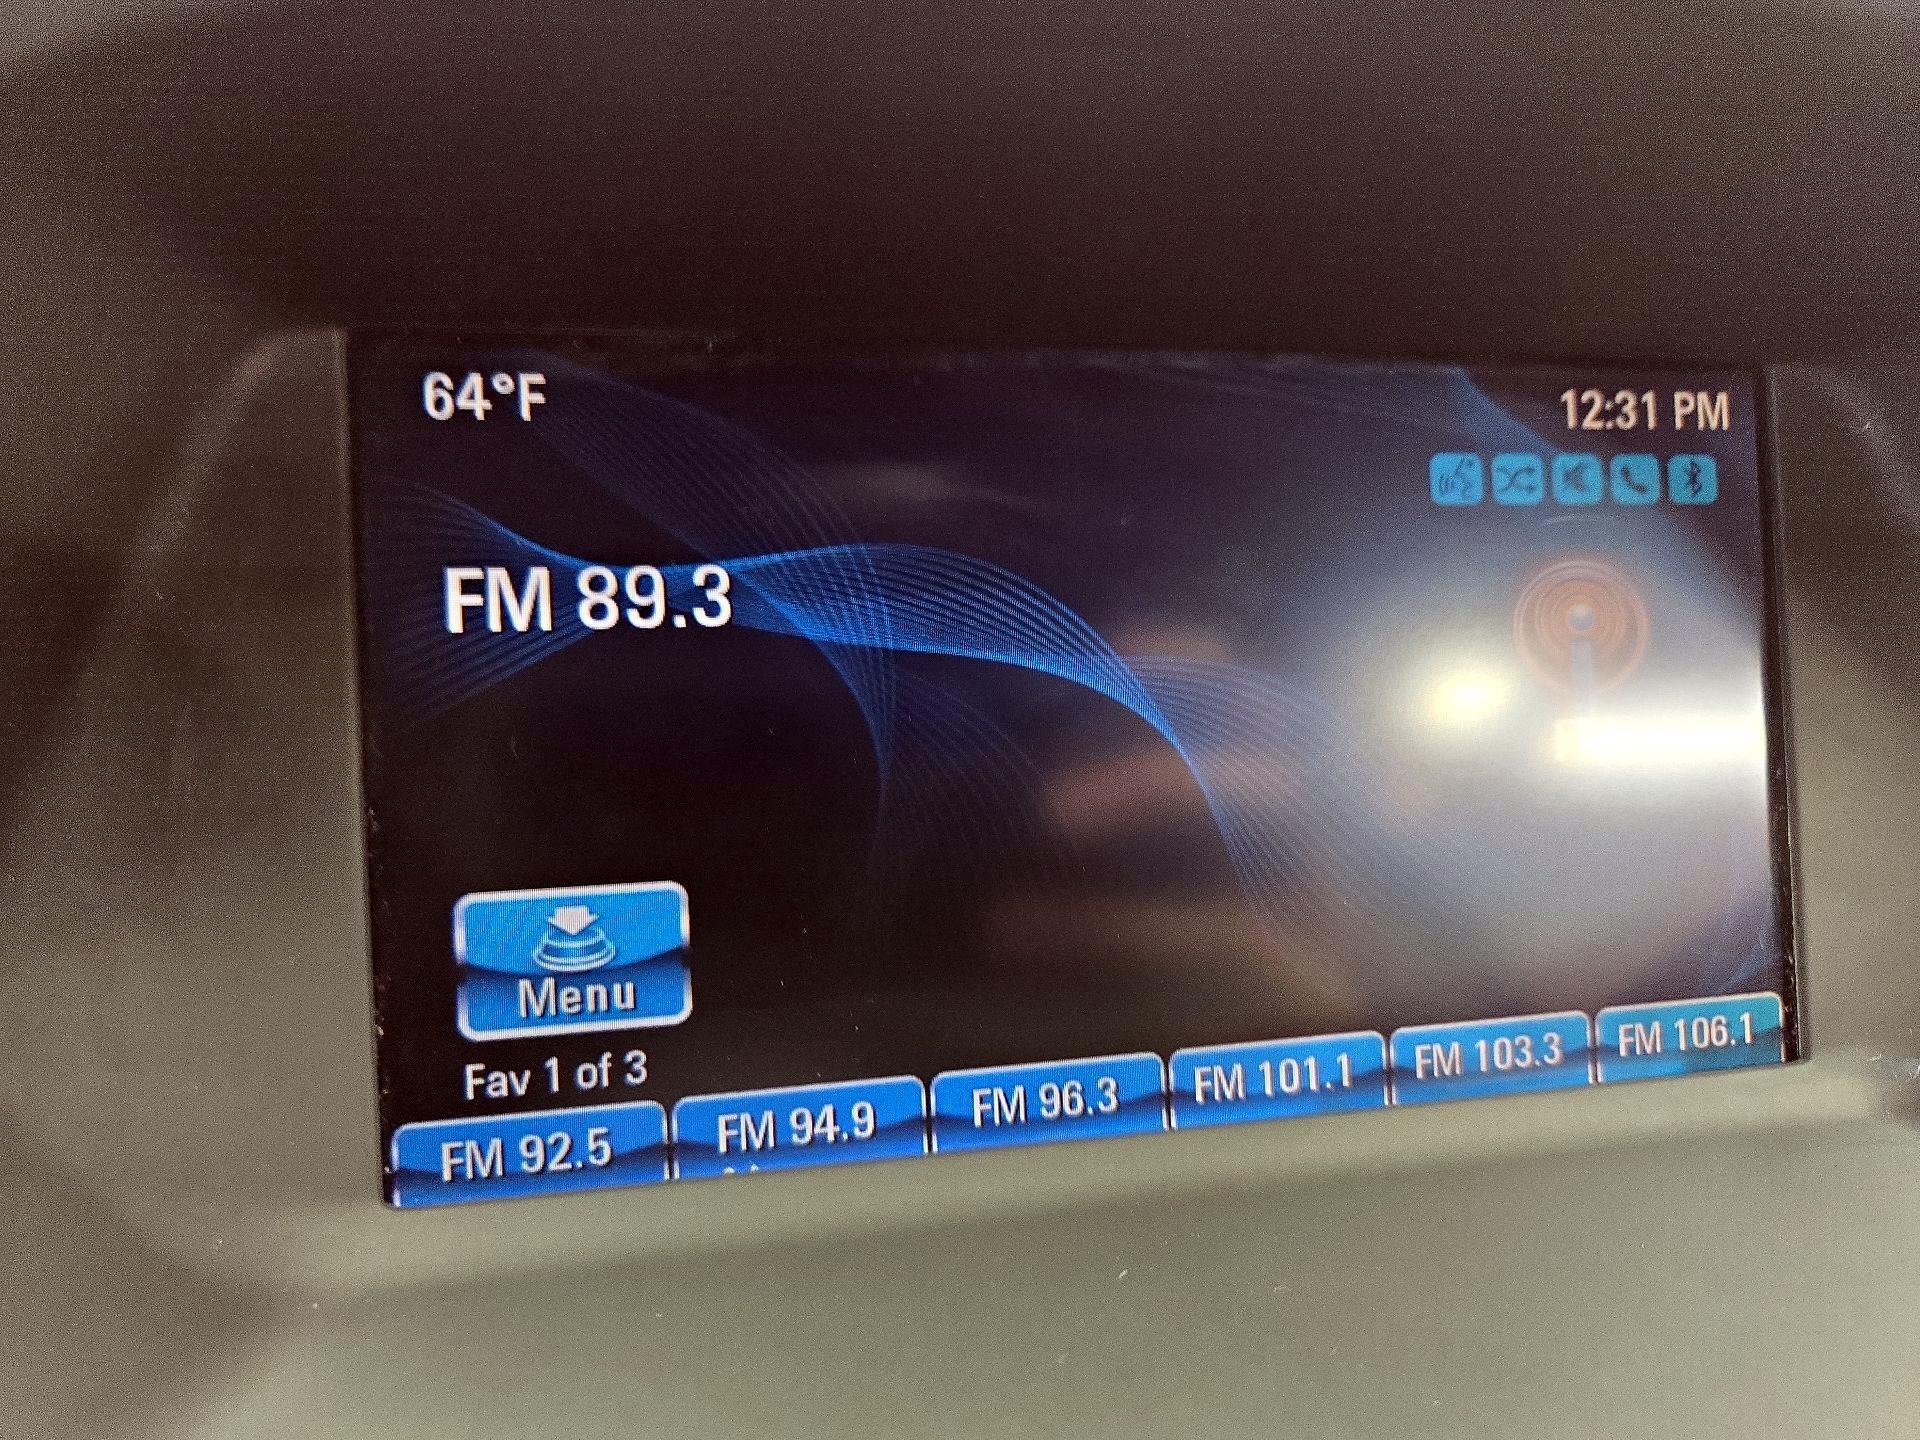 64°F
12:31 PM
FM 89.3
Menu
Fav 1 of 3
FM 92.5
FM 94.9
FM 96.3
FM 101.1
FM 103.3
FM 106.1